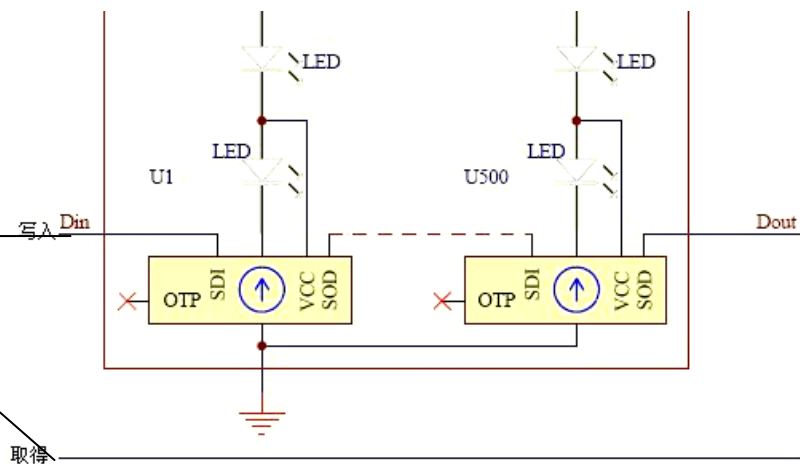 LED
LED
LED
LED
U1
U500
写入
Din
Dout
SDI
VCC
SOD
OTP
SDI
VCC
SOD
OTP
取得